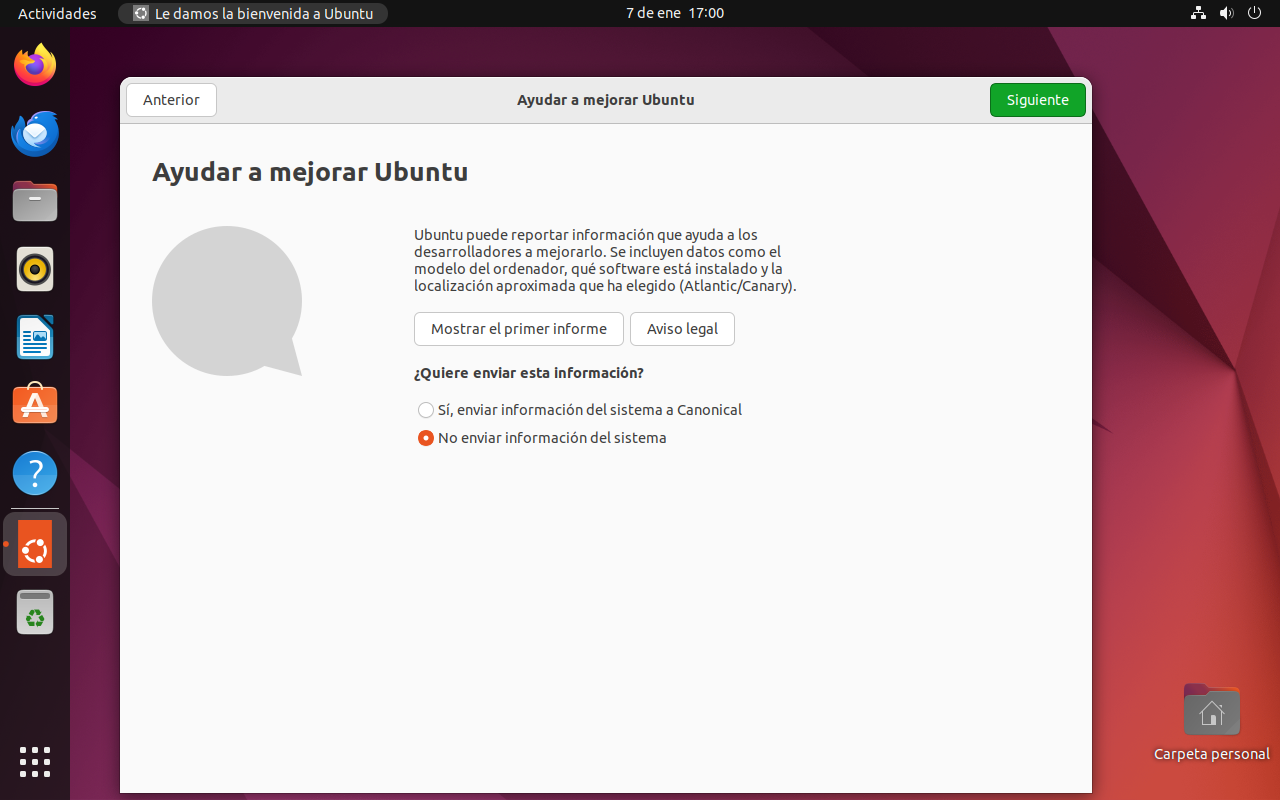 Actividades
Le damos la bienvenida a Ubuntu
7 de ene 17:00
Anterior
Ayudar a mejorar Ubuntu
Siguiente
Ayudar a mejorar Ubuntu
Ubuntu puede reportar información que ayuda a los
desarrolladores a mejorarlo. Se incluyen datos como el
modelo del ordenador, qué software está instalado y la
localización aproximada que ha elegido (Atlantic/Canary).
Mostrar el primer informe
Aviso legal
¿Quiere enviar esta información?
Sí, enviar información del sistema a Canonical
No enviar información del sistema
Carpeta personal